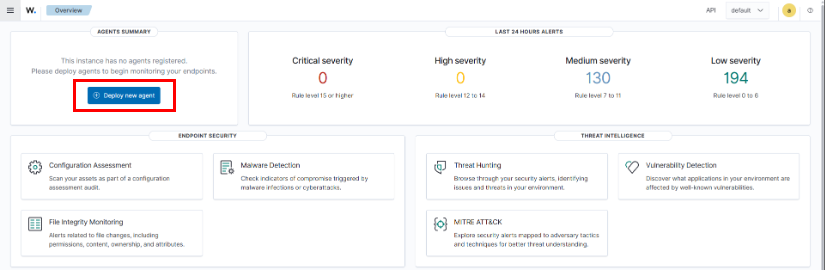 W. Overview API default a
AGENTS SUMMARY
This instance has no agents registered.
Please deploy agents to begin monitoring your endpoints.
Deploy new agent
LAST 24 HOURS ALERTS
Critical severity
0
Rule level 15 or higher
High severity
0
Rule level 12 to 14
Medium severity
130
Rule level 7 to 11
Low severity
194
Rule level 0 to 6
ENDPOINT SECURITY
Configuration Assessment
Scan your assets as part of a configuration
assessment audit.
Malware Detection
Check indicators of compromise triggered by
malware infections or cyberattacks.
File Integrity Monitoring
Alerts related to file changes, including
permissions, content, ownership, and attributes.
THREAT INTELLIGENCE
Threat Hunting
Browse through your security alerts, identifying
issues and threats in your environment.
Vulnerability Detection
Discover what applications in your environment are
affected by well-known vulnerabilities.
MITRE ATT&CK
Explore security alerts mapped to adversary tactics
and techniques for better threat understanding.